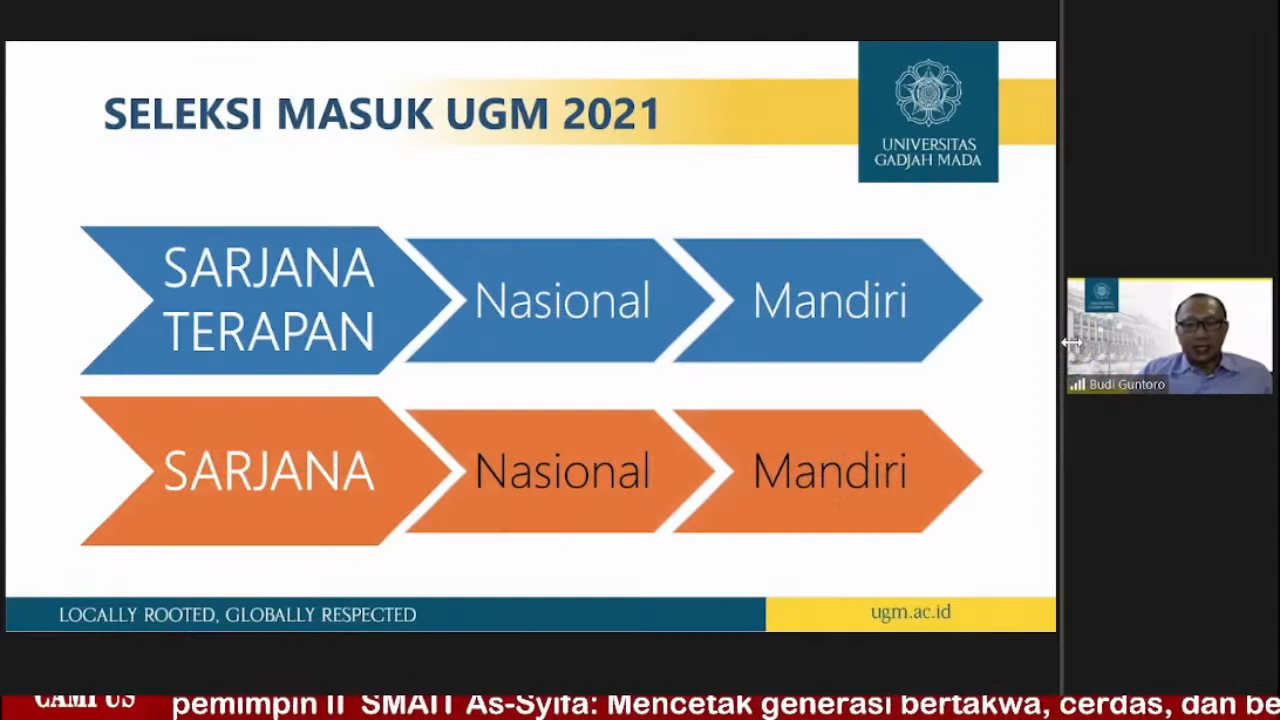 SELEKSI MASUK UGM 2021
UNIVERSITAS
GADJAH MADA
SARJANA
TERAPAN
Nasional
Mandiri
SARJANA
Nasional
Mandiri
Budi Guntoro
LOCALLY ROOTED, GLOBALLY RESPECTED
ugm.ac.id
CAMPUS
pemimpin II SMAIT As-Syifa: Mencetak generasi bertakwa, cerdas, dan be